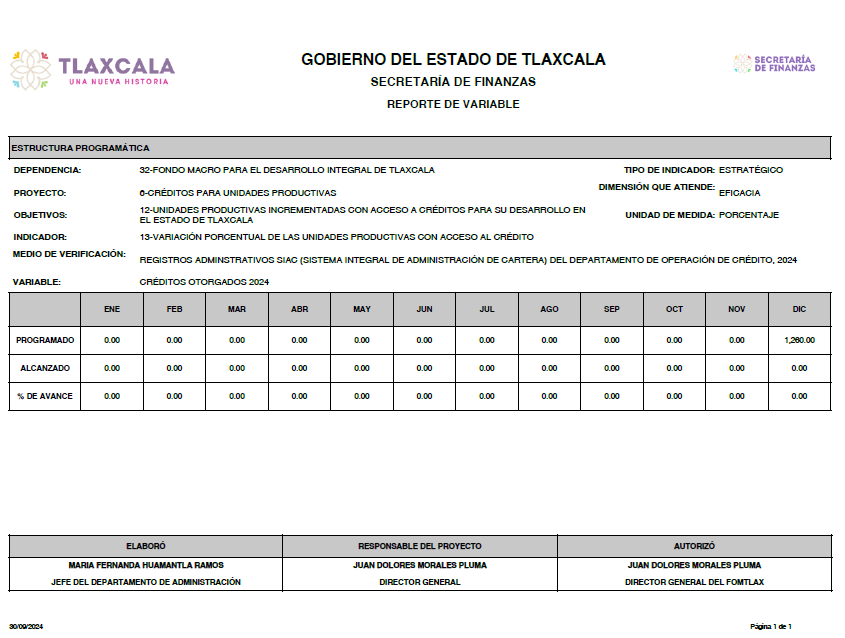 TLAXCALA
UNA NUEVA HISTORIA
GOBIERNO DEL ESTADO DE TLAXCALA
SECRETARÍA DE FINANZAS
REPORTE DE VARIABLE
SECRETARÍA
DE FINANZAS
ESTRUCTURA PROGRAMÁTICA
DEPENDENCIA: 32-FONDO MACRO PARA EL DESARROLLO INTEGRAL DE TLAXCALA TIPO DE INDICADOR: ESTRATÉGICO
PROYECTO: 6-CRÉDITOS PARA UNIDADES PRODUCTIVAS DIMENSIÓN QUE ATIENDE: EFICACIA
OBJETIVOS: 12-UNIDADES PRODUCTIVAS INCREMENTADAS CON ACCESO A CRÉDITOS PARA SU DESARROLLO EN
EL ESTADO DE TLAXCALA UNIDAD DE MEDIDA: PORCENTAJE
INDICADOR: 13-VARIACIÓN PORCENTUAL DE LAS UNIDADES PRODUCTIVAS CON ACCESO AL CRÉDITO
MEDIO DE VERIFICACIÓN: REGISTROS ADMINSTRATIVOS SIAC (SISTEMA INTEGRAL DE ADMINISTRACIÓN DE CARTERA) DEL DEPARTAMENTO DE OPERACIÓN DE CRÉDITO, 2024
VARIABLE: CRÉDITOS OTORGADOS 2024
ENE FEB MAR ABR MAY JUN JUL AGO SEP OCT NOV DIC
PROGRAMADO 0.00 0.00 0.00 0.00 0.00 0.00 0.00 0.00 0.00 0.00 0.00 1,260.00
ALCANZADO 0.00 0.00 0.00 0.00 0.00 0.00 0.00 0.00 0.00 0.00 0.00 0.00
% DE AVANCE 0.00 0.00 0.00 0.00 0.00 0.00 0.00 0.00 0.00 0.00 0.00 0.00
ELABORÓ RESPONSABLE DEL PROYECTO AUTORIZÓ
MARIA FERNANDA HUAMANTLA RAMOS JUAN DOLORES MORALES PLUMA JUAN DOLORES MORALES PLUMA
JEFE DEL DEPARTAMENTO DE ADMINISTRACIÓN DIRECTOR GENERAL DIRECTOR GENERAL DEL FOMTLAX
30/09/2024 Página 1 de 1